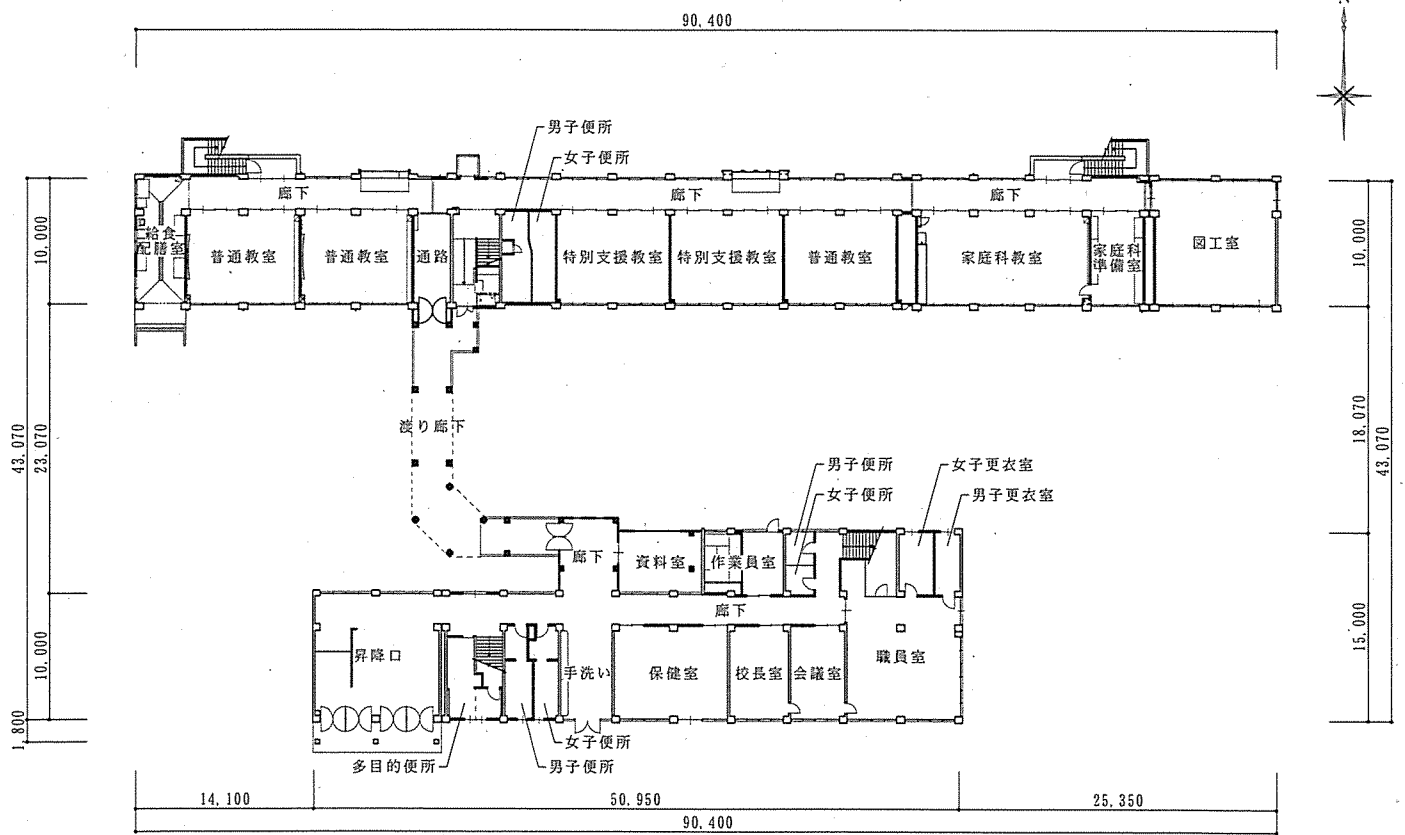 90,400
N
男子便所
女子便所
廊下
廊下
廊下
給食
配膳室
普通教室
普通教室
通路
特別支援教室
特別支援教室
普通教室
家庭科教室
家庭科
準備室
図工室
10,000
23,070
43,070
10,000
1,800
10,000
18,070
43,070
15,000
渡り廊下
男子便所
女子便所
女子更衣室
男子更衣室
廊下
資料室
作業員室
廊下
昇降口
手洗い
保健室
校長室
会議室
職員室
女子便所
多目的便所
男子便所
14,100
50,950
25,350
90,400